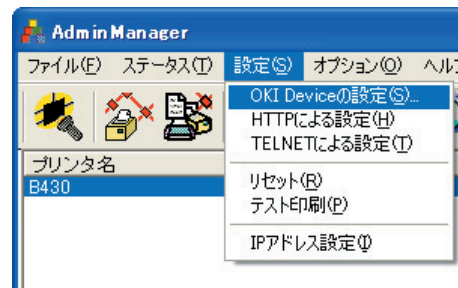 AdminManager
ファイル(F) ステータス(T) 設定(S) オプション(O) ヘル
OKI Deviceの設定(S)...
HTTPによる設定(H)
TELNETによる設定(T)
プリンタ名
B430
リセット(R)
テスト印刷(P)
IPアドレス設定(I)